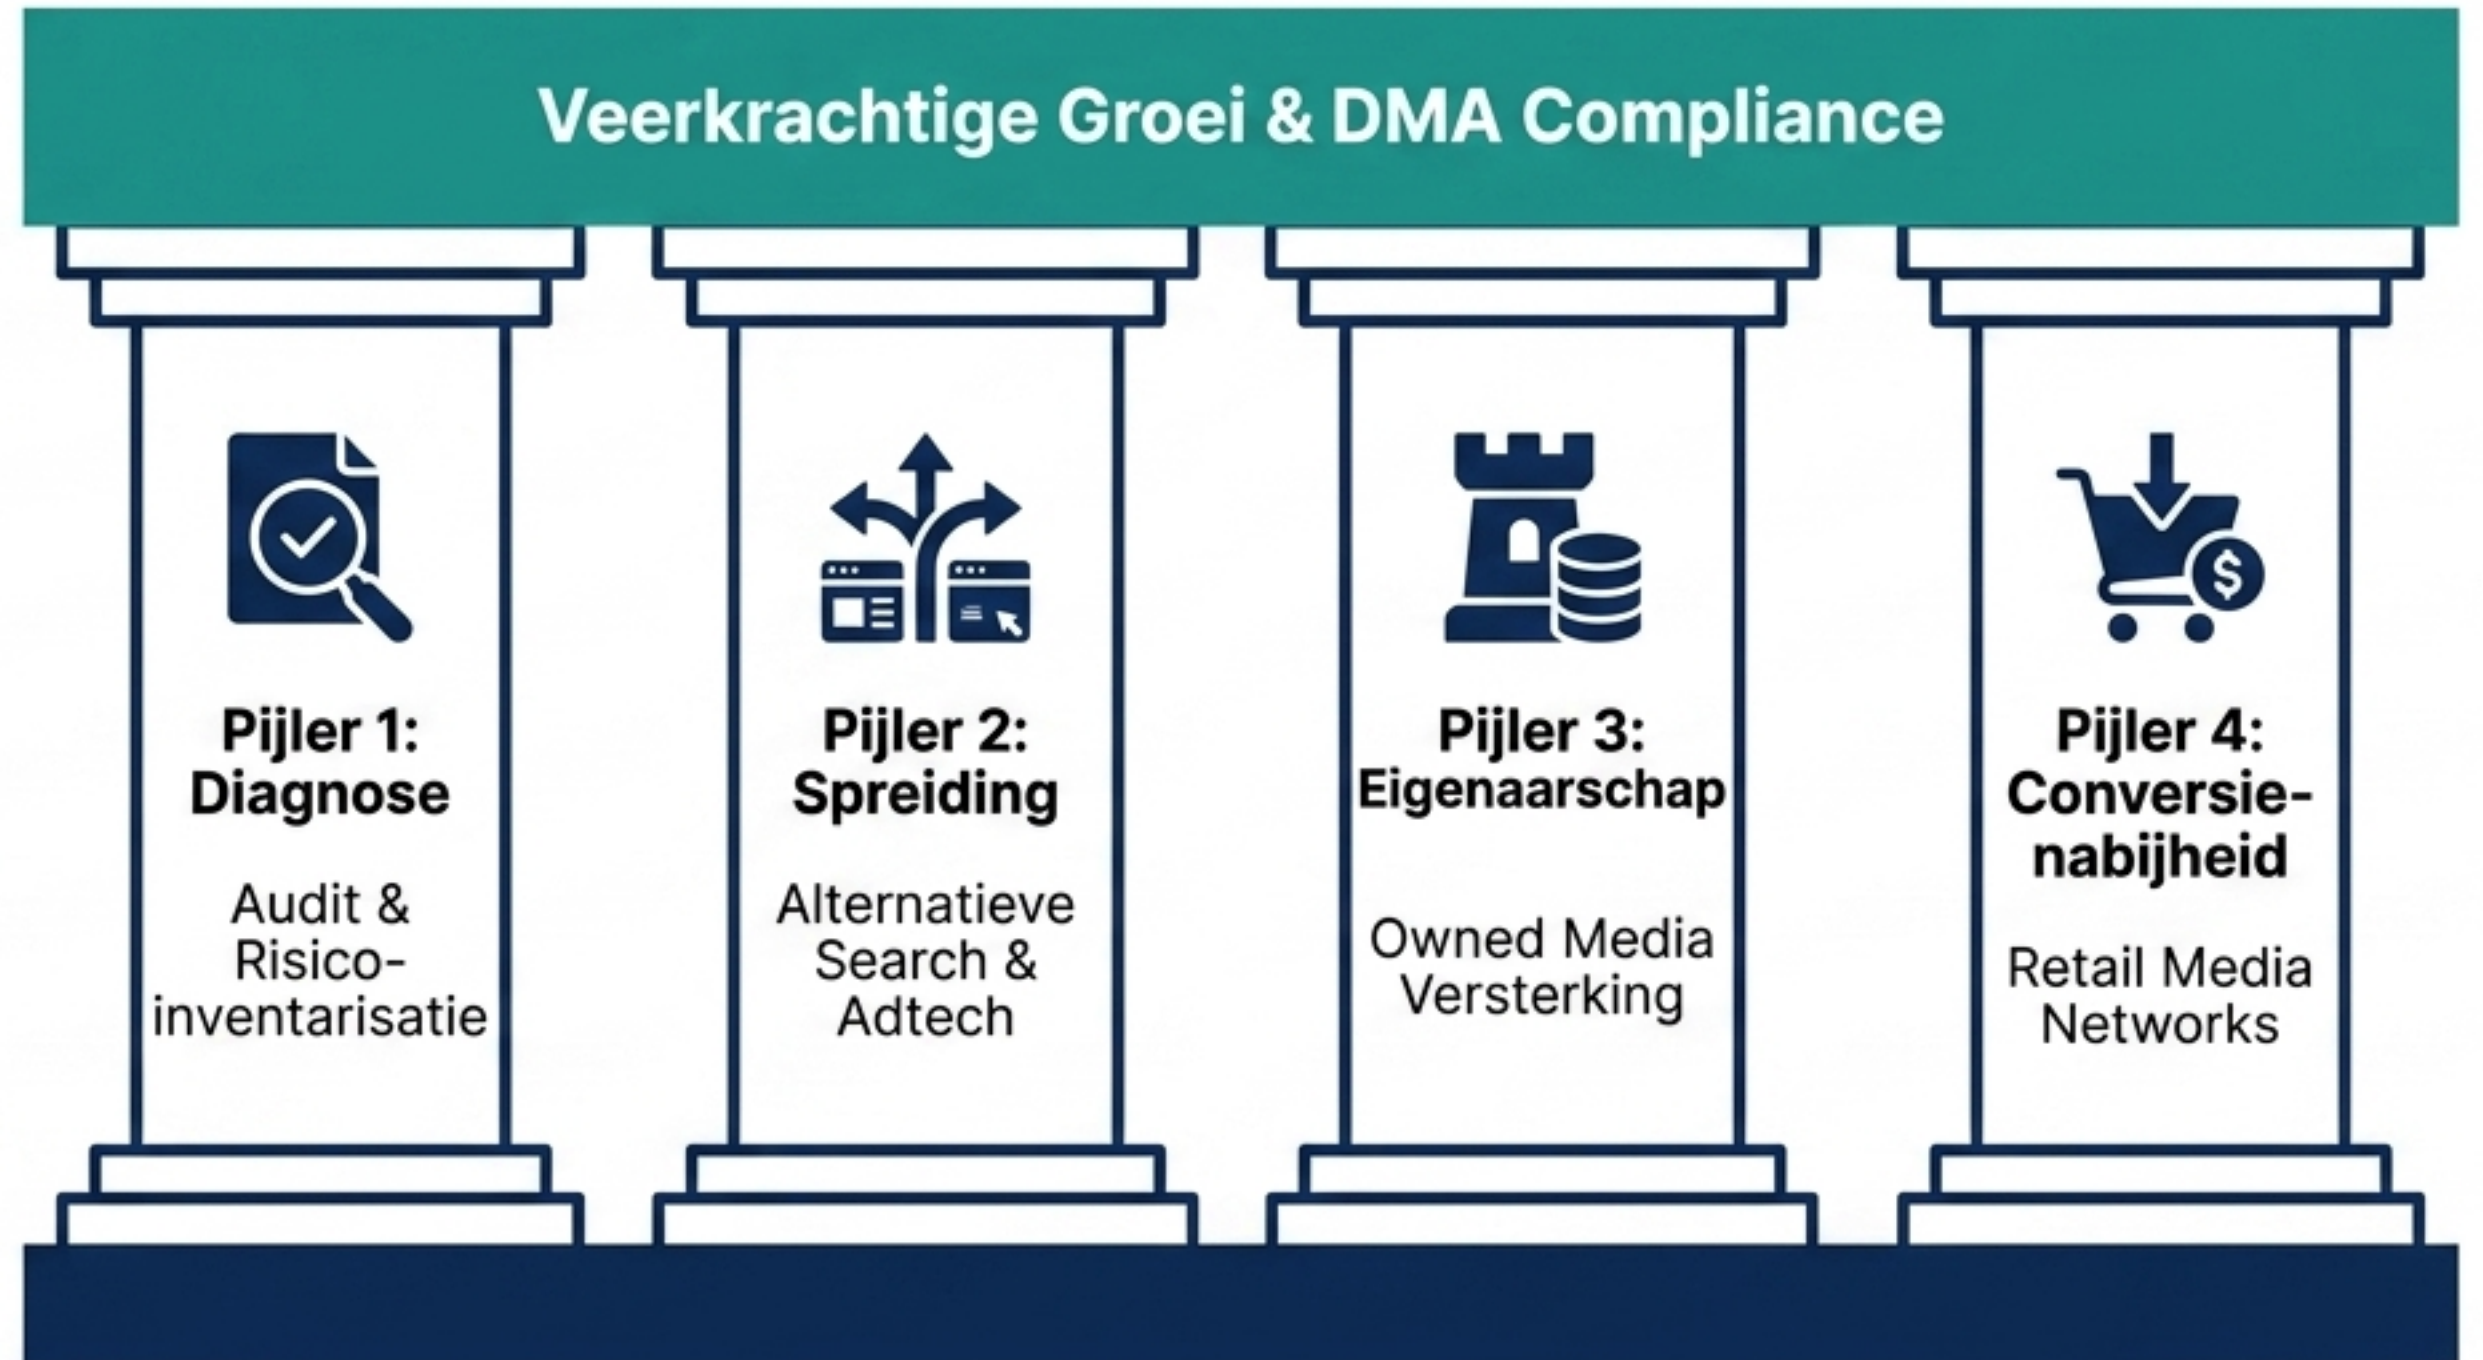 Veerkrachtige Groei & DMA Compliance
Pijler 1:
Diagnose
Audit &
Risico-
inventarisatie
Pijler 2:
Spreiding
Alternatieve
Search &
Adtech
Pijler 3:
Eigenaarschap
Owned Media
Versterking
$
Pijler 4:
Conversie-
nabijheid
Retail Media
Networks